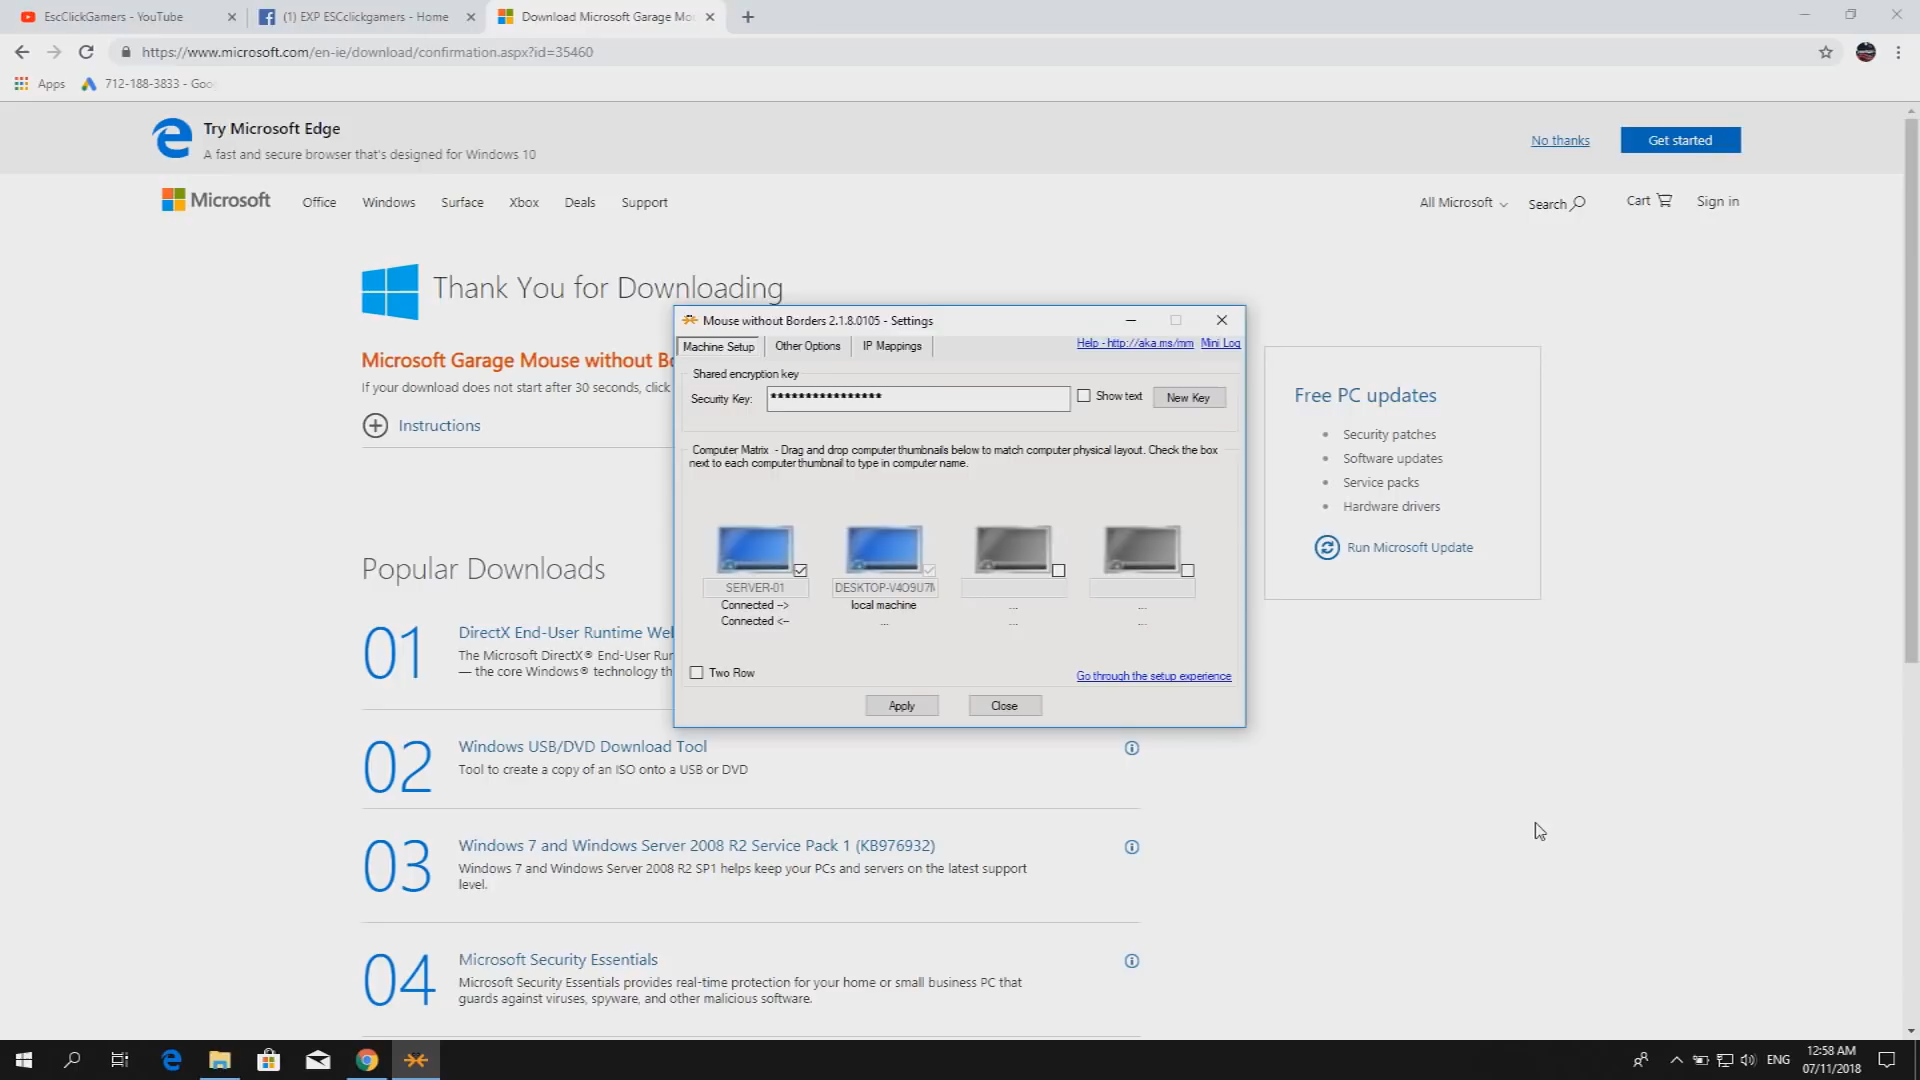 EscClickGamers - YouTube
(1) EXP ESCclickgamers - Home
Download Microsoft Garage Mo
https://www.microsoft.com/en-ie/download/confirmation.aspx?id=35460
Apps
712-188-3833 - Goo
Try Microsoft Edge
A fast and secure browser that's designed for Windows 10
No thanks
Get started
Microsoft
Office
Windows
Surface
Xbox
Deals
Support
All Microsoft
Search
Cart
Sign in
Thank You for Downloading
Microsoft Garage Mouse without Bo
If your download does not start after 30 seconds, click
Instructions
Mouse without Borders 2.1.8.0105 - Settings
Machine Setup
Other Options
IP Mappings
Help - http://aka.ms/mm
Mini Log
Shared encryption key
Security Key:
****************
Show text
New Key
Computer Matrix - Drag and drop computer thumbnails below to match computer physical layout. Check the box
next to each computer thumbnail to type in computer name.
SERVER-01
DESKTOP-V4O9U7
Connected -->
local machine
...
...
Connected <--
...
...
...
Two Row
Go through the setup experience
Apply
Close
Free PC updates
• Security patches
• Software updates
• Service packs
• Hardware drivers
Run Microsoft Update
Popular Downloads
01
DirectX End-User Runtime We
The Microsoft DirectX® End-User Rur
— the core Windows® technology th
02
Windows USB/DVD Download Tool
Tool to create a copy of an ISO onto a USB or DVD
03
Windows 7 and Windows Server 2008 R2 Service Pack 1 (KB976932)
Windows 7 and Windows Server 2008 R2 SP1 helps keep your PCs and servers on the latest support
level.
04
Microsoft Security Essentials
Microsoft Security Essentials provides real-time protection for your home or small business PC that
guards against viruses, spyware, and other malicious software.
ENG
12:58 AM
07/11/2018